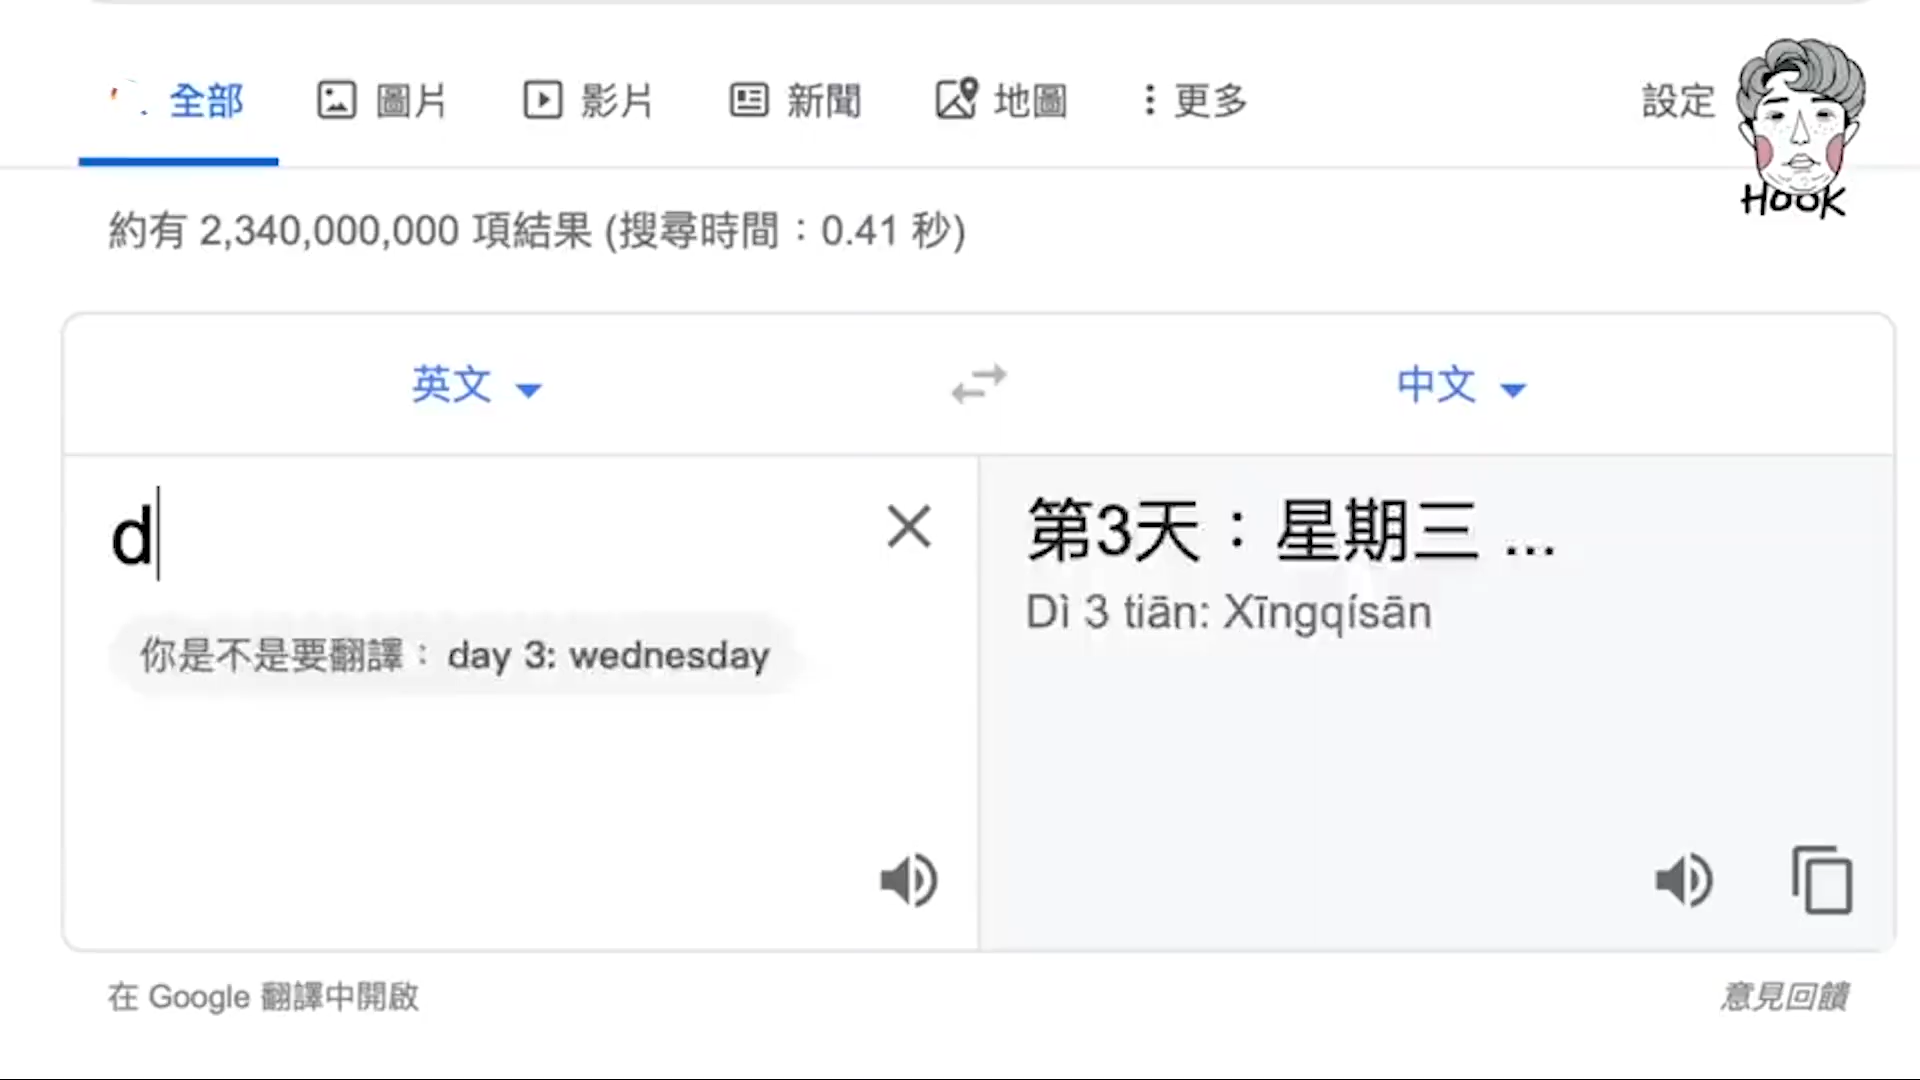 全部 圖片 影片 新聞 地圖 更多 設定
HOOK
約有 2,340,000,000 項結果 (搜尋時間：0.41 秒)
英文 中文
d
第3天：星期三 ...
Dì 3 tiān: Xīngqísān
你是不是要翻譯： day 3: wednesday
在 Google 翻譯中開啟
意見回饋